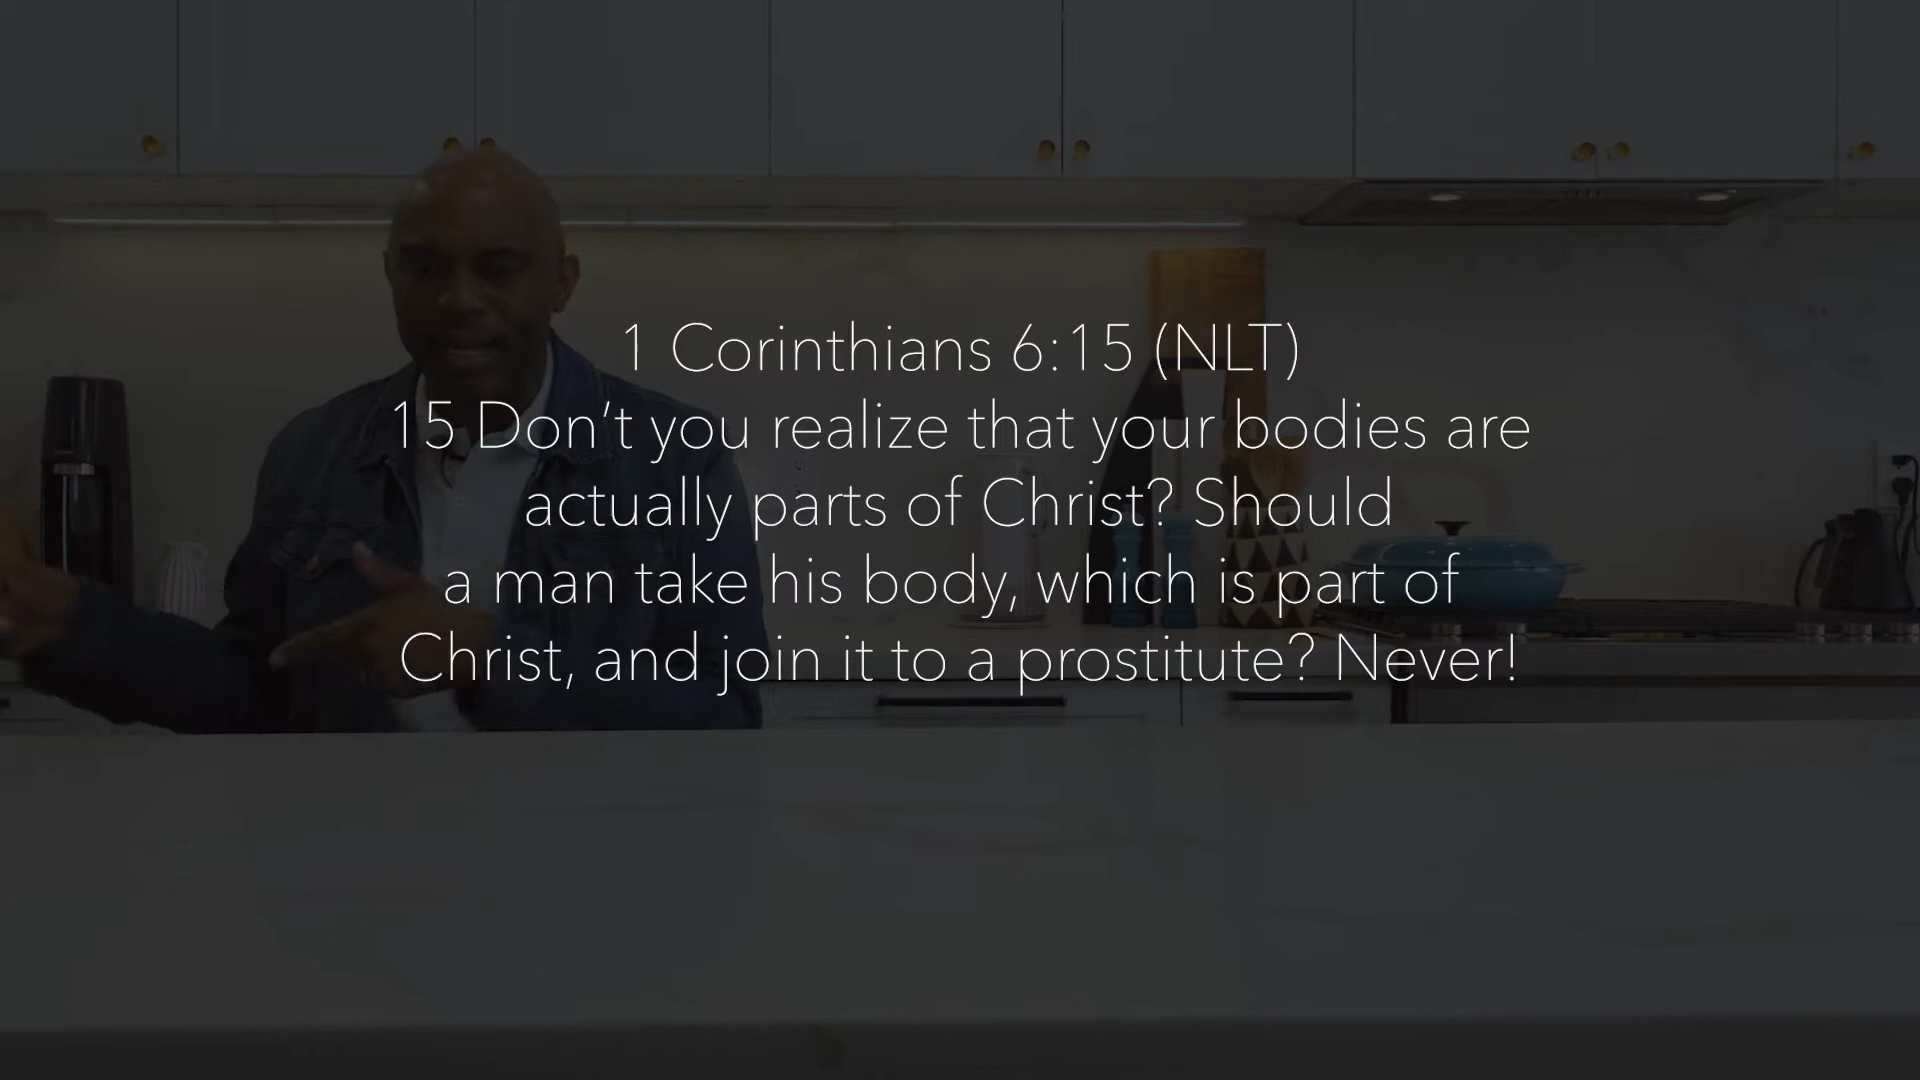 1 Corinthians 6:15 (NLT)
15 Don’t you realize that your bodies are
actually parts of Christ? Should
a man take his body, which is part of
Christ, and join it to a prostitute? Never!